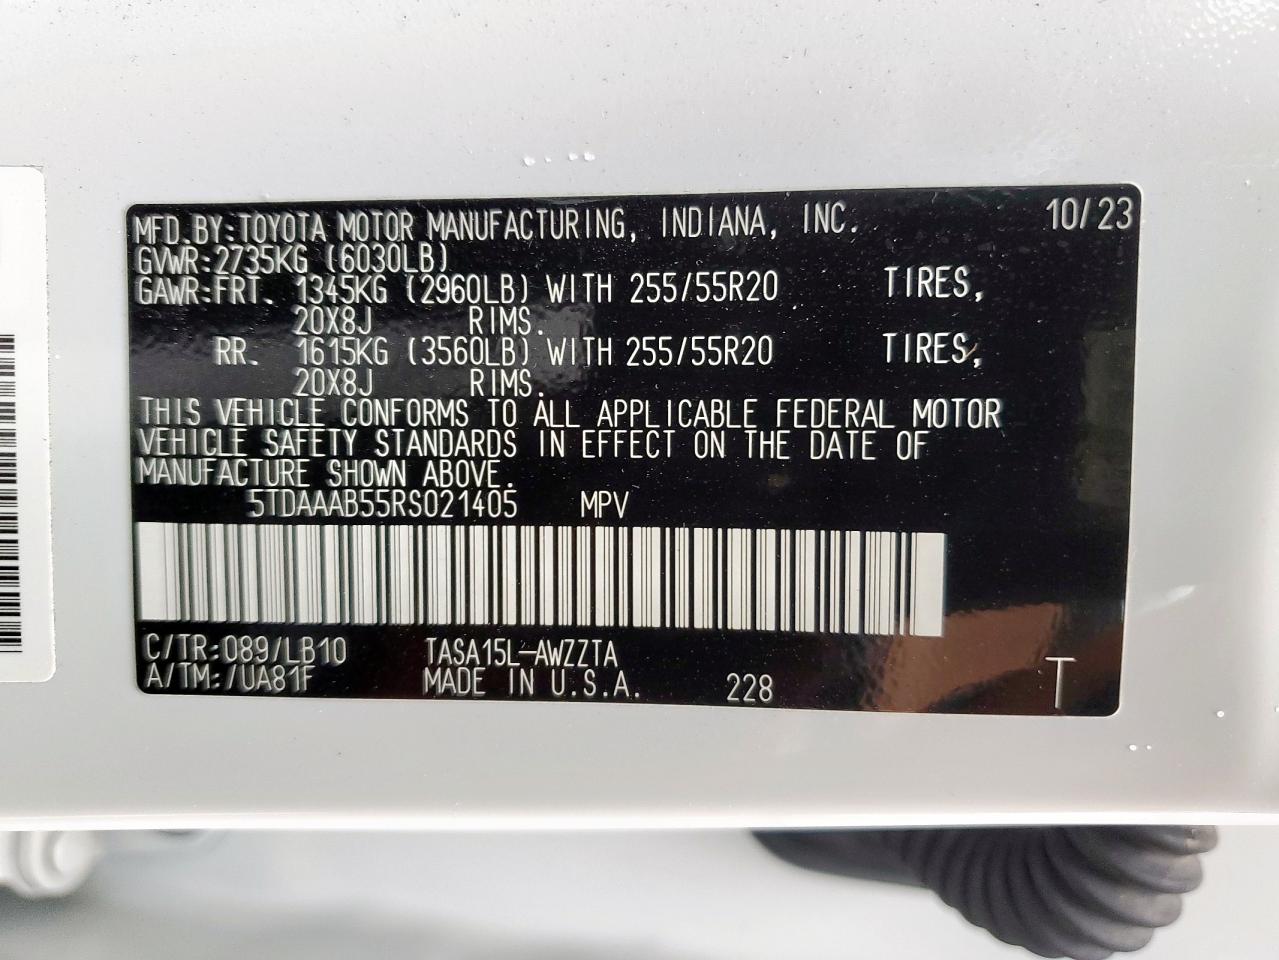 MFD.BY:TOYOTA MOTOR MANUFACTURING, INDIANA, INC. 10/23
GVWR:2735KG (6030LB)
GAWR:FRT. 1345KG (2960LB) WITH 255/55R20 TIRES,
20X8J RIMS.
RR. 1615KG (3560LB) WITH 255/55R20 TIRES,
20X8J RIMS.
THIS VEHICLE CONFORMS TO ALL APPLICABLE FEDERAL MOTOR
VEHICLE SAFETY STANDARDS IN EFFECT ON THE DATE OF
MANUFACTURE SHOWN ABOVE.
5TDAAAB55RS021405 MPV
C/TR:089/LB10 TASA15L-AWZZTA
A/TM:/UA81F MADE IN U.S.A. 228 T